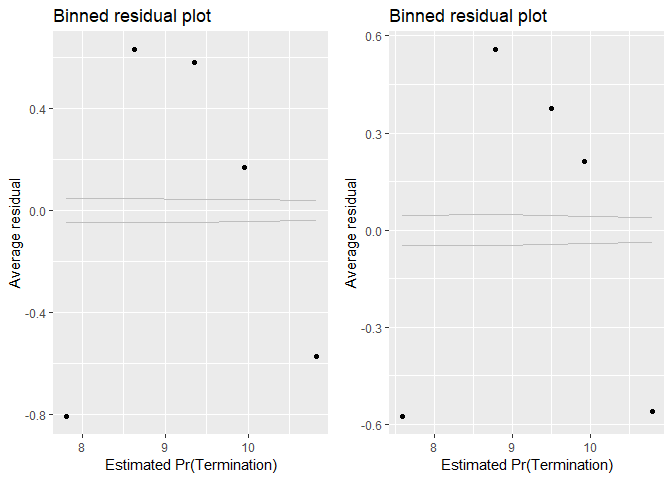 Binned residual plot
Average residual
0.4
0.0
-0.4
-0.8
8
9
10
Estimated Pr(Termination)
Binned residual plot
Average residual
0.6
0.3
0.0
-0.3
-0.6
8
9
10
Estimated Pr(Termination)